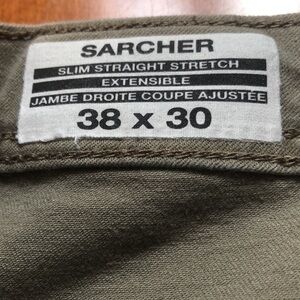 SARCHER
SLIM STRAIGHT STRETCH
EXTENSIBLE
JAMBE DROITE COUPE AJUSTÉE
38 x 30